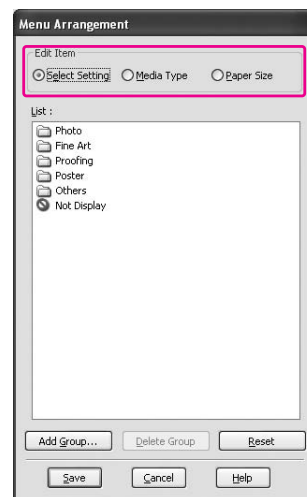 Menu Arrangement
Edit Item
Select Setting Media Type Paper Size
List :
Photo
Fine Art
Proofing
Poster
Others
Not Display
Add Group... Delete Group Reset
Save Cancel Help